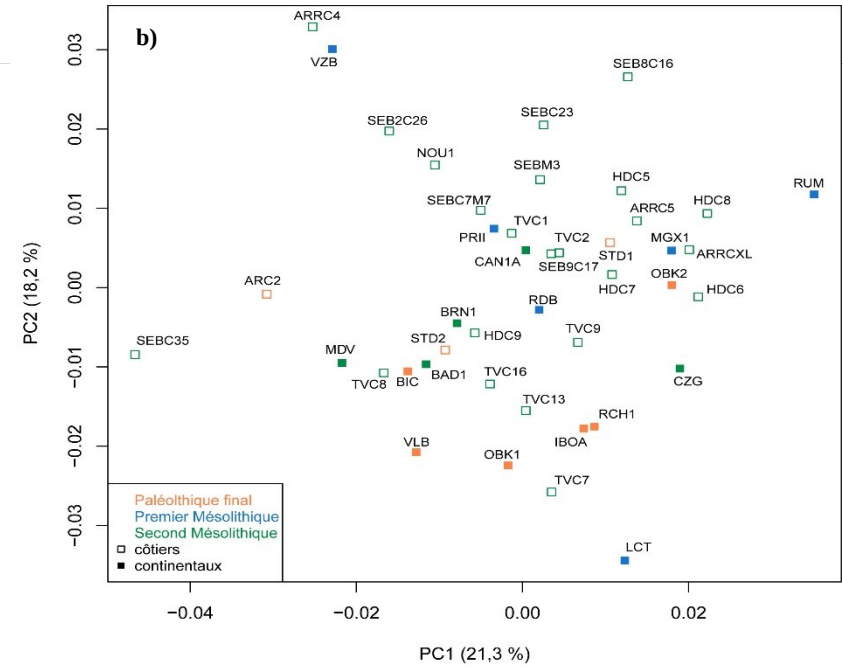 b)
ARRC4
VZB
SEB8C16
SEBC23
SEB2C26
NOU1
SEBM3
HDC5
RUM
SEBC7M7
HDC8
ARRC5
TVC1
PRII
TVC2
MGX1
STD1
ARRCXL
CAN1A
SEB9C17
OBK2
ARC2
HDC7
HDC6
RDB
BRN1
SEBC35
STD2
HDC9
TVC9
MDV
TVC8
BIC
BAD1
TVC16
CZG
TVC13
RCH1
VLB
IBOA
OBK1
TVC7
LCT
Paléolthique final
Premier Mésolithique
Second Mésolithique
côtiers
continentaux
0.03
0.02
0.01
0.00
−0.01
−0.02
−0.03
PC2 (18,2 %)
−0.04
−0.02
0.00
0.02
PC1 (21,3 %)